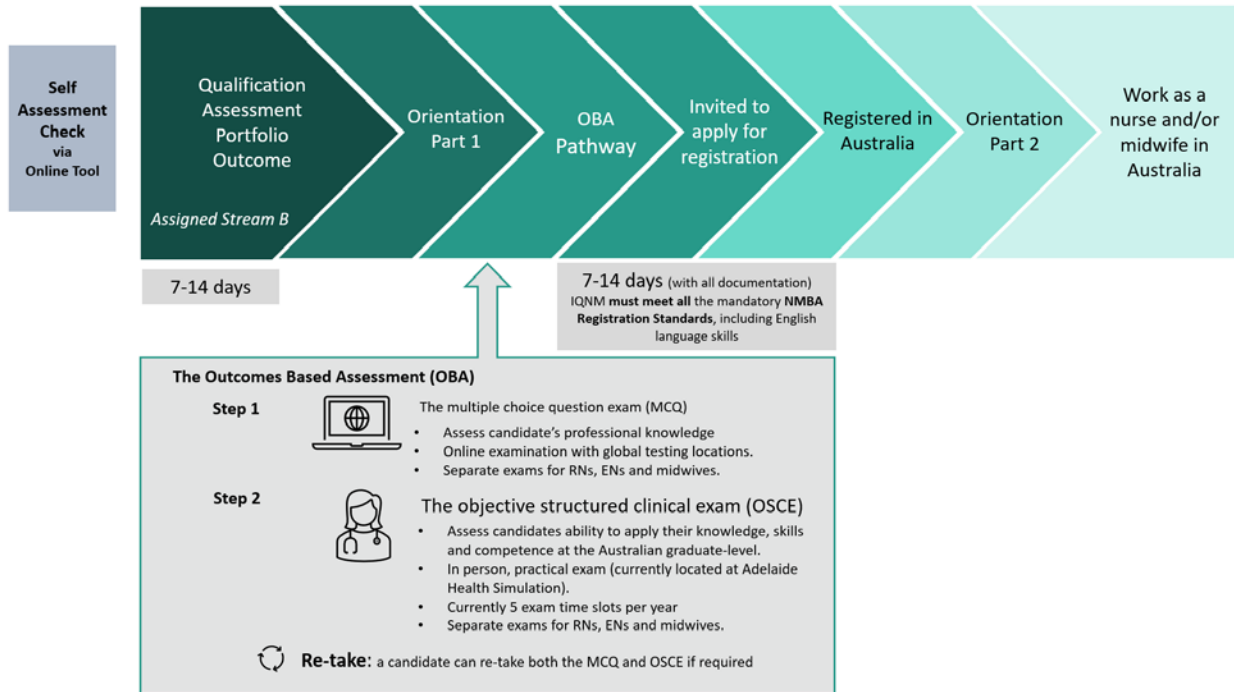 Self
Assessment
Check
via
Online Tool
Qualification
Assessment
Portfolio
Outcome
Assigned Stream B
Orientation
Part 1
OBA
Pathway
Invited to
apply for
registration
Registered in
Australia
Orientation
Part 2
Work as a
nurse and/or
midwife in
Australia
7-14 days
7-14 days (with all documentation)
IQNM must meet all the mandatory NMBA
Registration Standards, including English
language skills
The Outcomes Based Assessment (OBA)
Step 1
The multiple choice question exam (MCQ)
• Assess candidate's professional knowledge
• Online examination with global testing locations.
• Separate exams for RNs, ENs and midwives.
Step 2
The objective structured clinical exam (OSCE)
• Assess candidates ability to apply their knowledge, skills
and competence at the Australian graduate-level.
• In person, practical exam (currently located at Adelaide
Health Simulation).
• Currently 5 exam time slots per year
• Separate exams for RNs, ENs and midwives.
Re-take: a candidate can re-take both the MCQ and OSCE if required